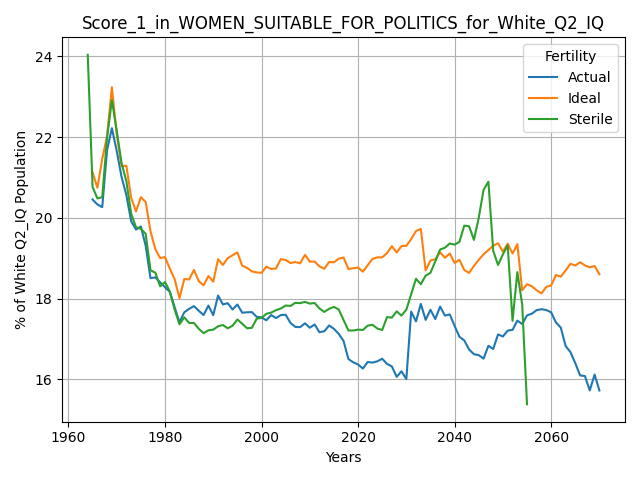 Score_1_in_WOMEN_SUITABLE_FOR_POLITICS_for_White_Q2_IQ
Fertility
Actual
Ideal
Sterile
% of White Q2_IQ Population
24
22
20
18
16
1960
1980
2000
2020
2040
2060
Years